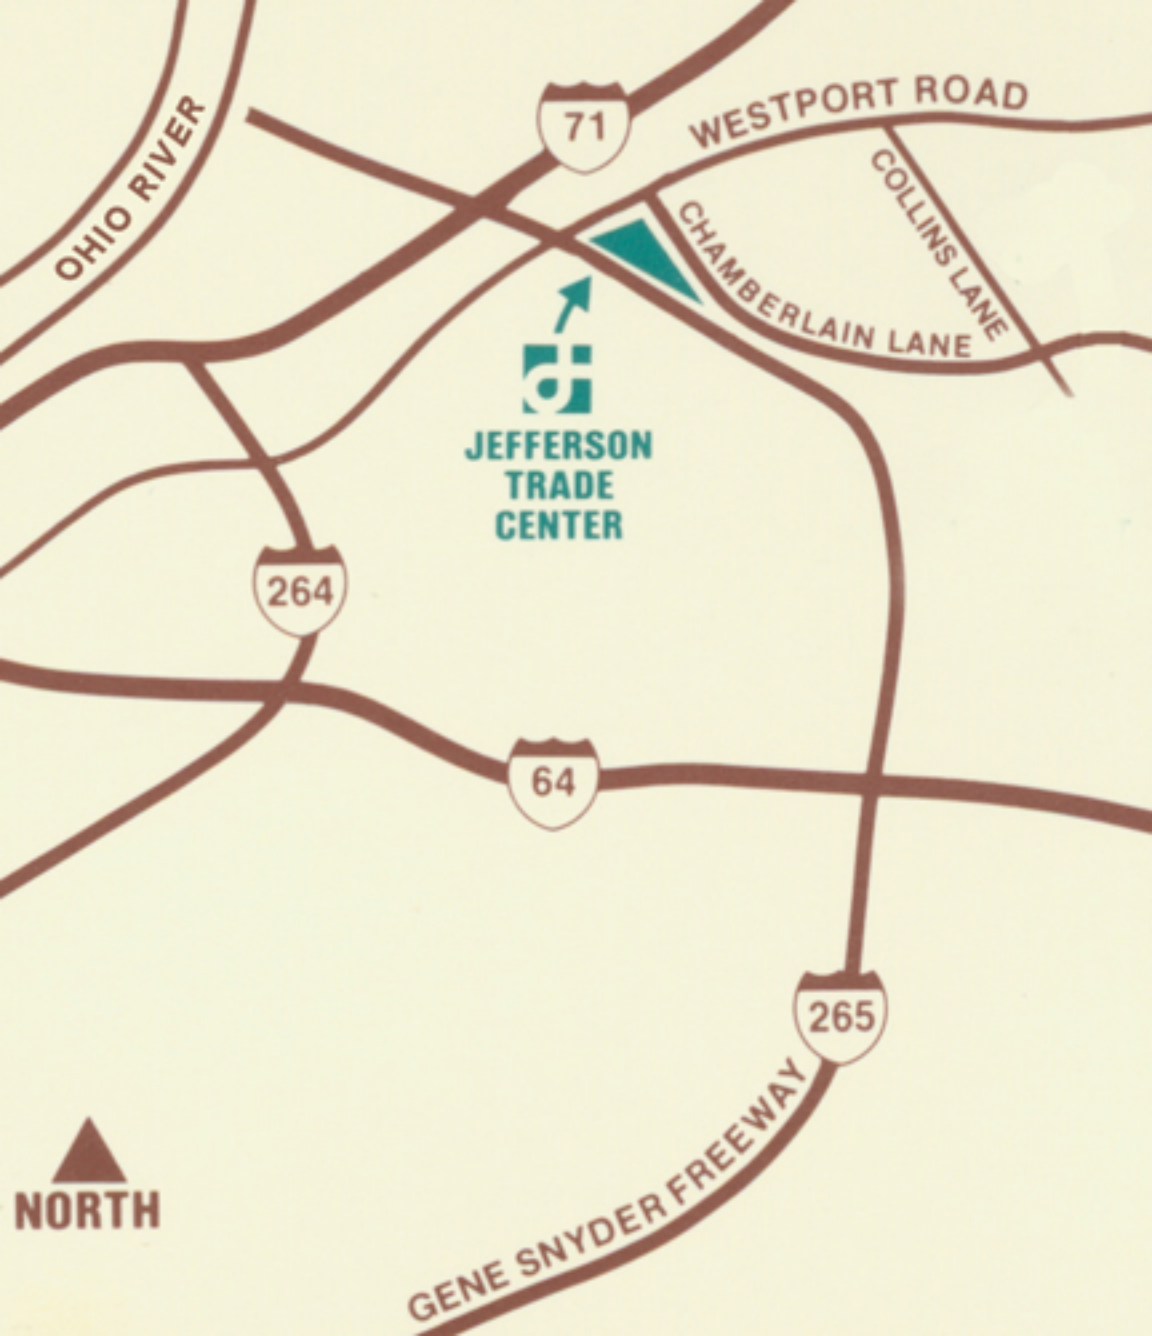 WESTPORT ROAD
OHIO RIVER
71
COLLINS LANE
CHAMBERLAIN LANE
JEFFERSON
TRADE
CENTER
264
64
265
GENE SNYDER FREEWAY
NORTH